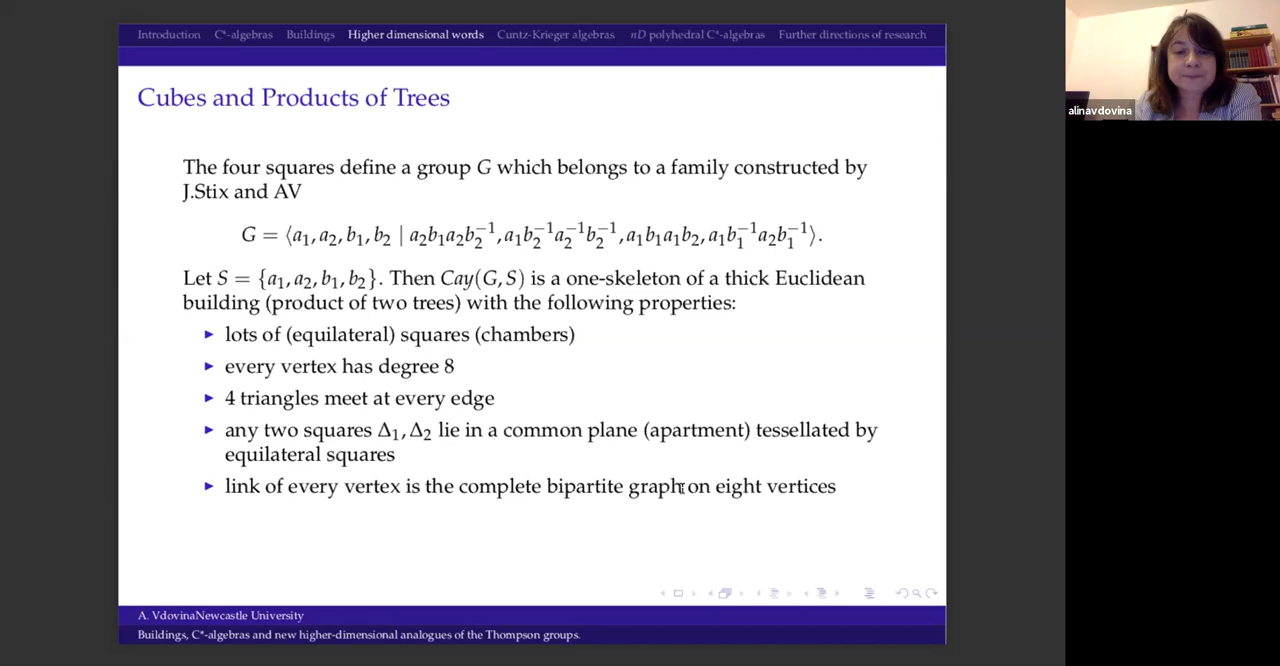 Introduction C*-algebras Buildings Higher dimensional words Cuntz-Krieger algebras nD polyhedral C*-algebras Further directions of research
Cubes and Products of Trees
The four squares define a group G which belongs to a family constructed by
J.Stix and AV
G = ⟨a₁, a₂, b₁, b₂ | a₂b₁a₂b₂⁻¹, a₁b₂⁻¹a₂⁻¹b₂⁻¹, a₁b₁a₁b₂, a₁b₁⁻¹a₂b₁⁻¹⟩.
Let S = {a₁, a₂, b₁, b₂}. Then Cay(G, S) is a one-skeleton of a thick Euclidean
building (product of two trees) with the following properties:
▶ lots of (equilateral) squares (chambers)
▶ every vertex has degree 8
▶ 4 triangles meet at every edge
▶ any two squares Δ₁, Δ₂ lie in a common plane (apartment) tessellated by
equilateral squares
▶ link of every vertex is the complete bipartite graph on eight vertices
A. VdovinaNewcastle University
Buildings, C*-algebras and new higher-dimensional analogues of the Thompson groups.
alinavdovina